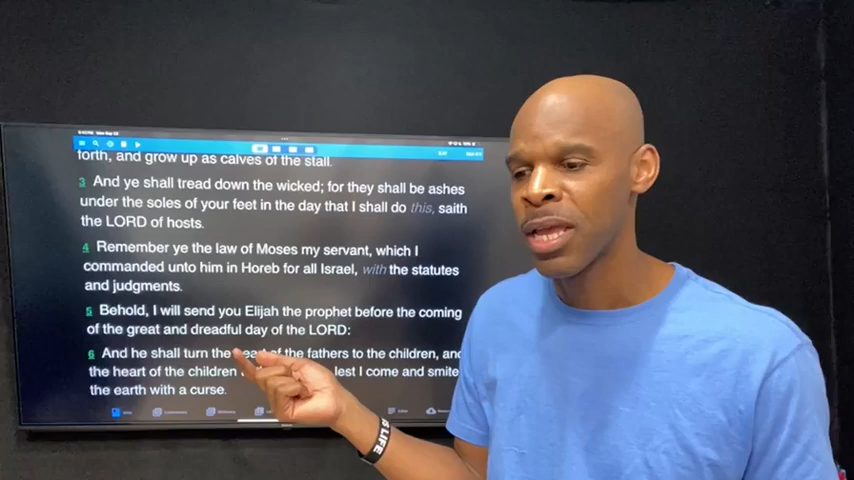 forth, and grow up as calves of the stall.
3 And ye shall tread down the wicked; for they shall be ashes
under the soles of your feet in the day that I shall do this, saith
the LORD of hosts.
4 Remember ye the law of Moses my servant, which I
commanded unto him in Horeb for all Israel, with the statutes
and judgments.
5 Behold, I will send you Elijah the prophet before the coming
of the great and dreadful day of the LORD:
6 And he shall turn the heart of the fathers to the children, and
the heart of the children lest I come and smite
the earth with a curse.
LIFE